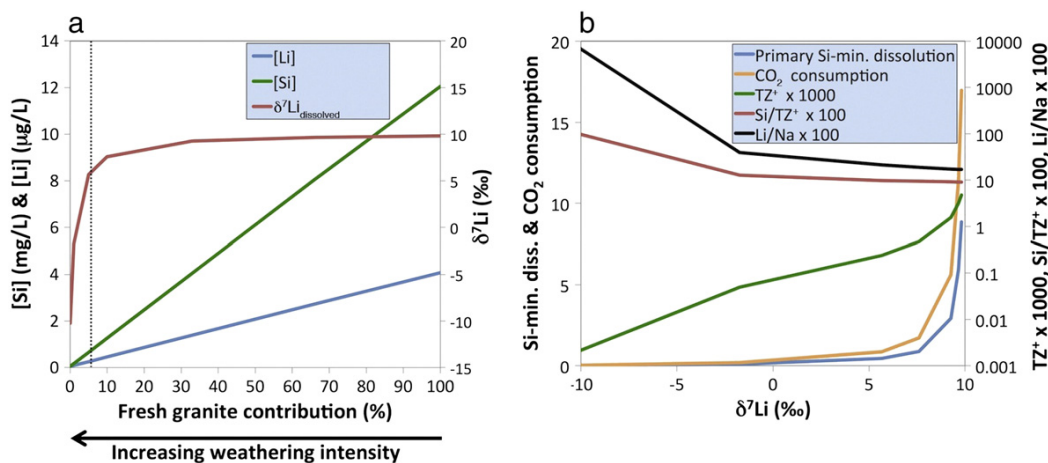 a
[Si] (mg/L) & [Li] (μg/L)
14
12
10
8
6
4
2
0
[Li]
[Si]
δ⁷Li dissolved
20
15
10
5
0
-5
-10
-15
δ⁷Li (‰)
0 10 20 30 40 50 60 70 80 90 100
Fresh granite contribution (%)
Increasing weathering intensity
b
Si-min. diss. & CO₂ consumption
20
15
10
5
0
Primary Si-min. dissolution
CO₂ consumption
TZ⁺ x 1000
Si/TZ⁺ x 100
Li/Na x 100
10000
1000
100
10
1
0.1
0.01
0.001
TZ⁺ x 1000, Si/TZ⁺ x 100, Li/Na x 100
-10 -5 0 5 10
δ⁷Li (‰)